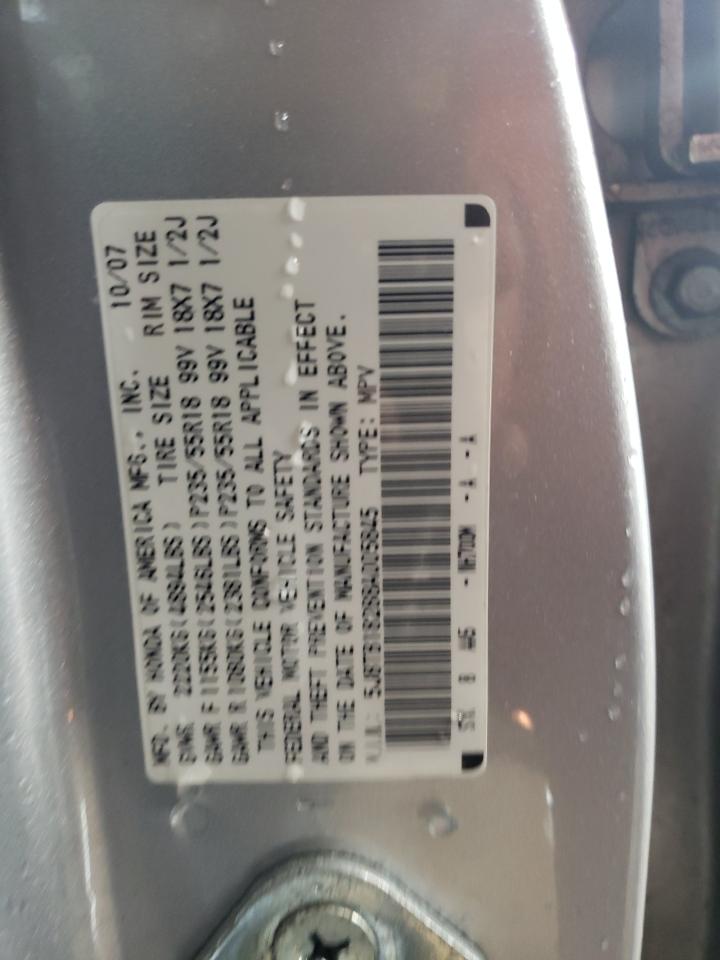 MFD. BY HONDA OF AMERICA MFG., INC. 10/07
GVWR 2220KG(4894LBS) TIRE SIZE RIM SIZE
GAWR F 1155KG(2546LBS)P235/55R18 99V 18X7 1/2J
GAWR R 1080KG(2381LBS)P235/55R18 99V 18X7 1/2J
THIS VEHICLE CONFORMS TO ALL APPLICABLE
FEDERAL MOTOR VEHICLE SAFETY
AND THEFT PREVENTION STANDARDS IN EFFECT
ON THE DATE OF MANUFACTURE SHOWN ABOVE.
V.I.N.: TYPE: MPV
NH700M -A -A